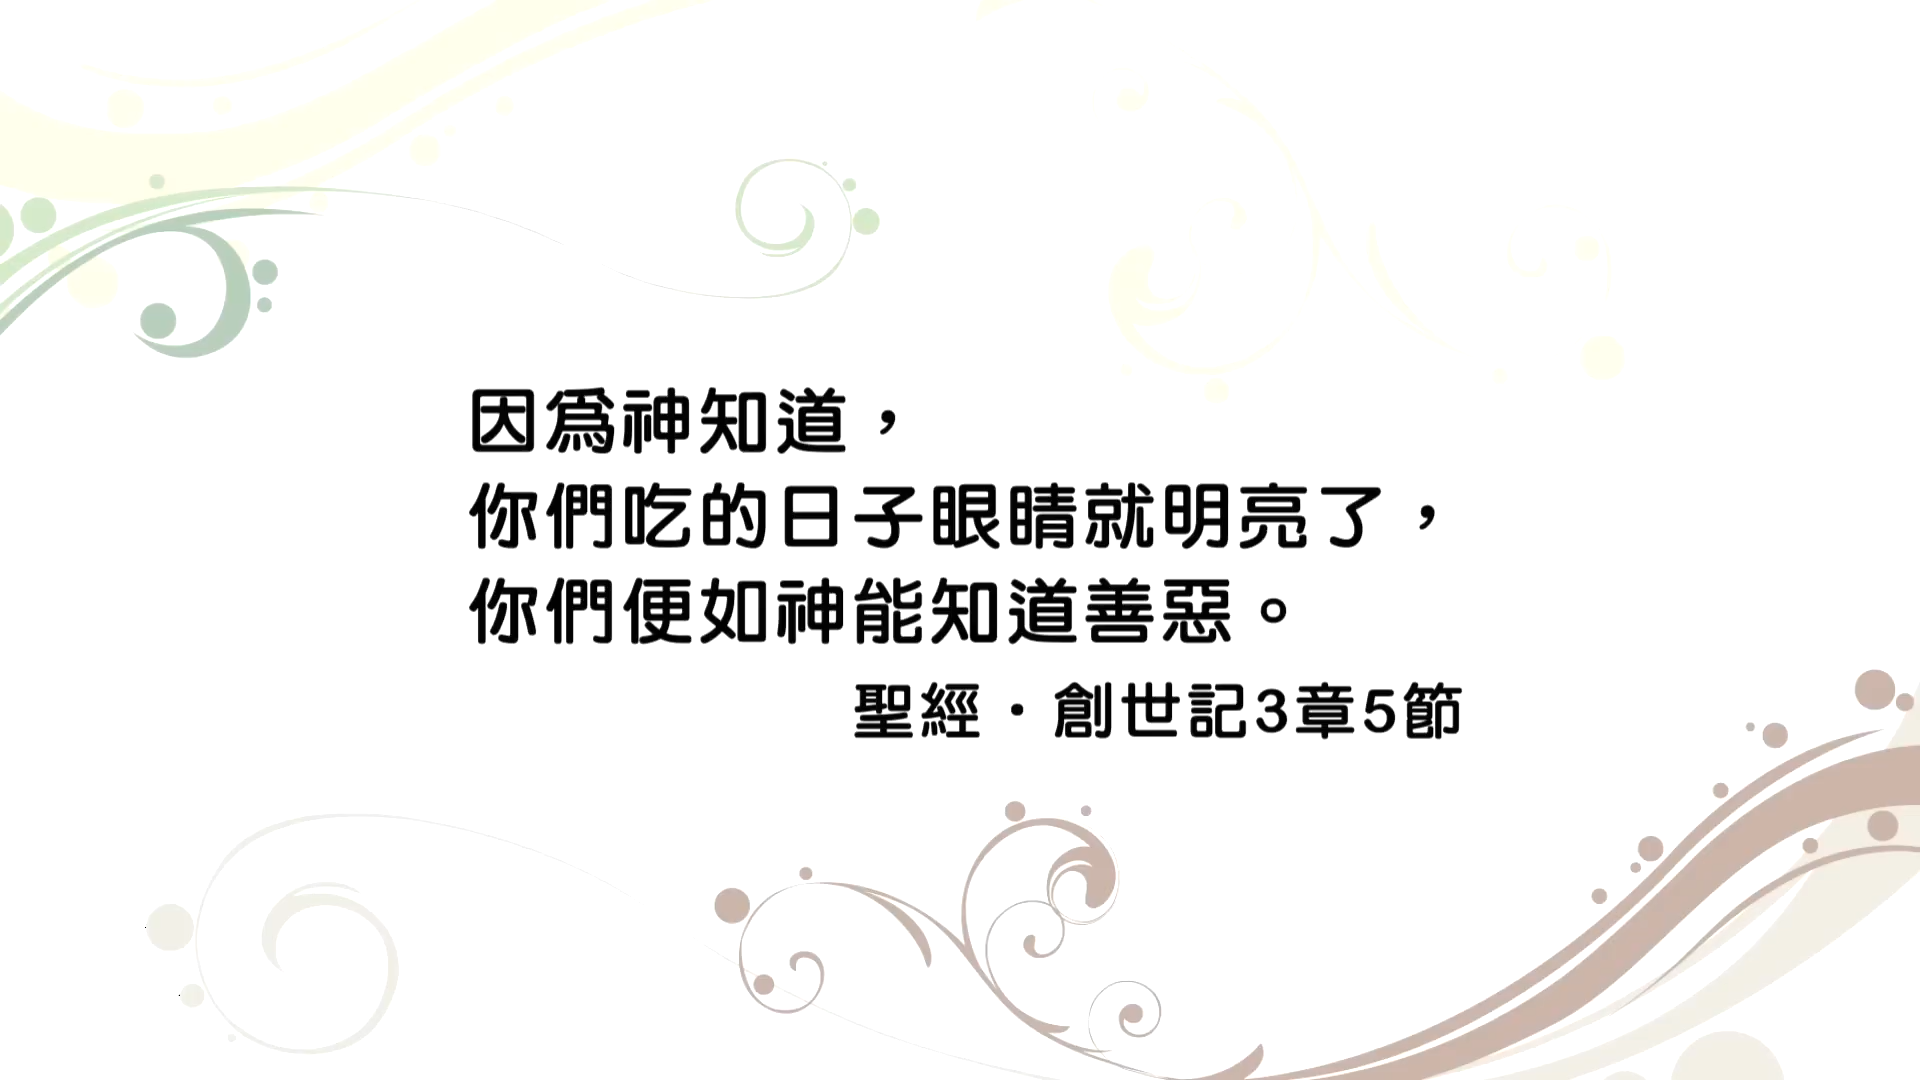 因為神知道，
你們吃的日子眼睛就明亮了，
你們便如神能知道善惡。
聖經．創世記3章5節